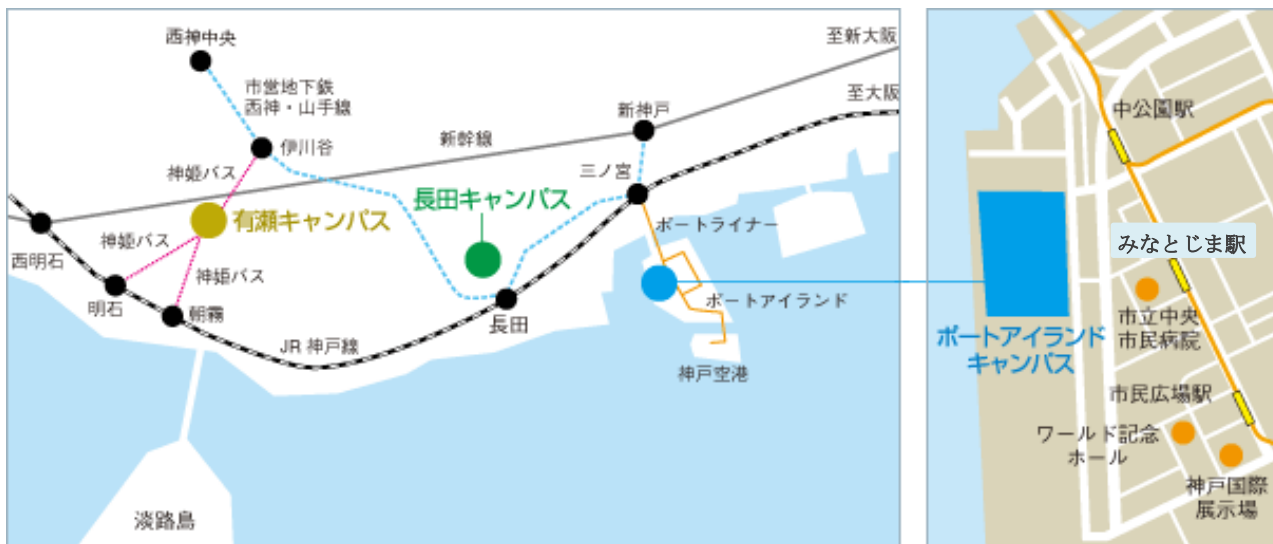 西神中央
市営地下鉄
西神・山手線
伊川谷
神姫バス
有瀬キャンパス
神姫バス
神姫バス
西明石
明石
朝霧
JR 神戸線
新幹線
長田キャンパス
長田
至新大阪
至大阪
新神戸
三ノ宮
ポートライナー
ポートアイランド
神戸空港
淡路島
中公園駅
みなとじま駅
市立中央
市民病院
ポートアイランド
キャンパス
市民広場駅
ワールド記念
ホール
神戸国際
展示場